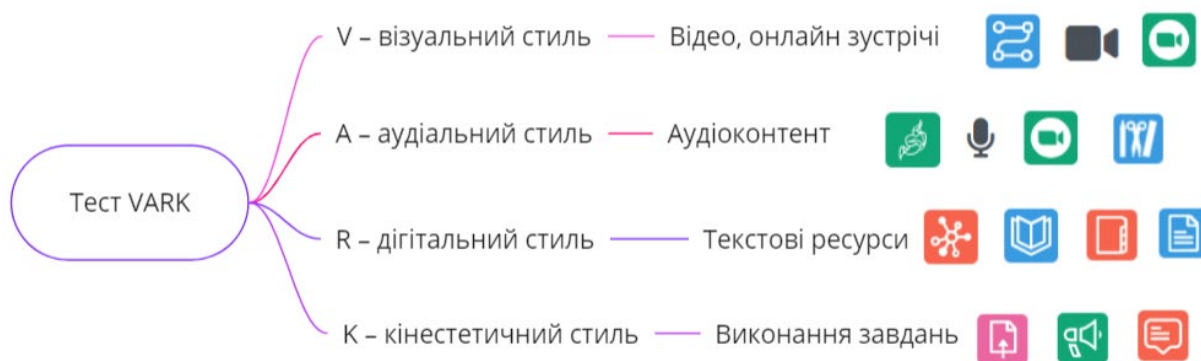 V – візуальний стиль Відео, онлайн зустрічі
А – аудіальний стиль Аудіоконтент
Тест VARK
R – дігітальний стиль Текстові ресурси
K – кінестетичний стиль Виконання завдань